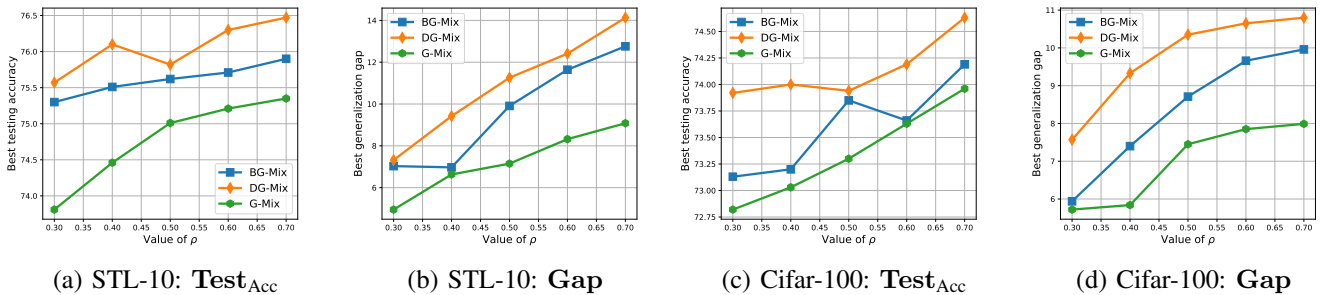 Best testing accuracy
76.5
76.0
75.5
75.0
74.5
74.0
BG-Mix
DG-Mix
G-Mix
0.30 0.35 0.40 0.45 0.50 0.55 0.60 0.65 0.70
Value of ρ
(a) STL-10: Test_Acc
Best generalization gap
14
12
10
8
6
BG-Mix
DG-Mix
G-Mix
0.30 0.35 0.40 0.45 0.50 0.55 0.60 0.65 0.70
Value of ρ
(b) STL-10: Gap
Best testing accuracy
74.50
74.25
74.00
73.75
73.50
73.25
73.00
72.75
BG-Mix
DG-Mix
G-Mix
0.30 0.35 0.40 0.45 0.50 0.55 0.60 0.65 0.70
Value of ρ
(c) Cifar-100: Test_Acc
Best generalization gap
11
10
9
8
7
6
BG-Mix
DG-Mix
G-Mix
0.30 0.35 0.40 0.45 0.50 0.55 0.60 0.65 0.70
Value of ρ
(d) Cifar-100: Gap